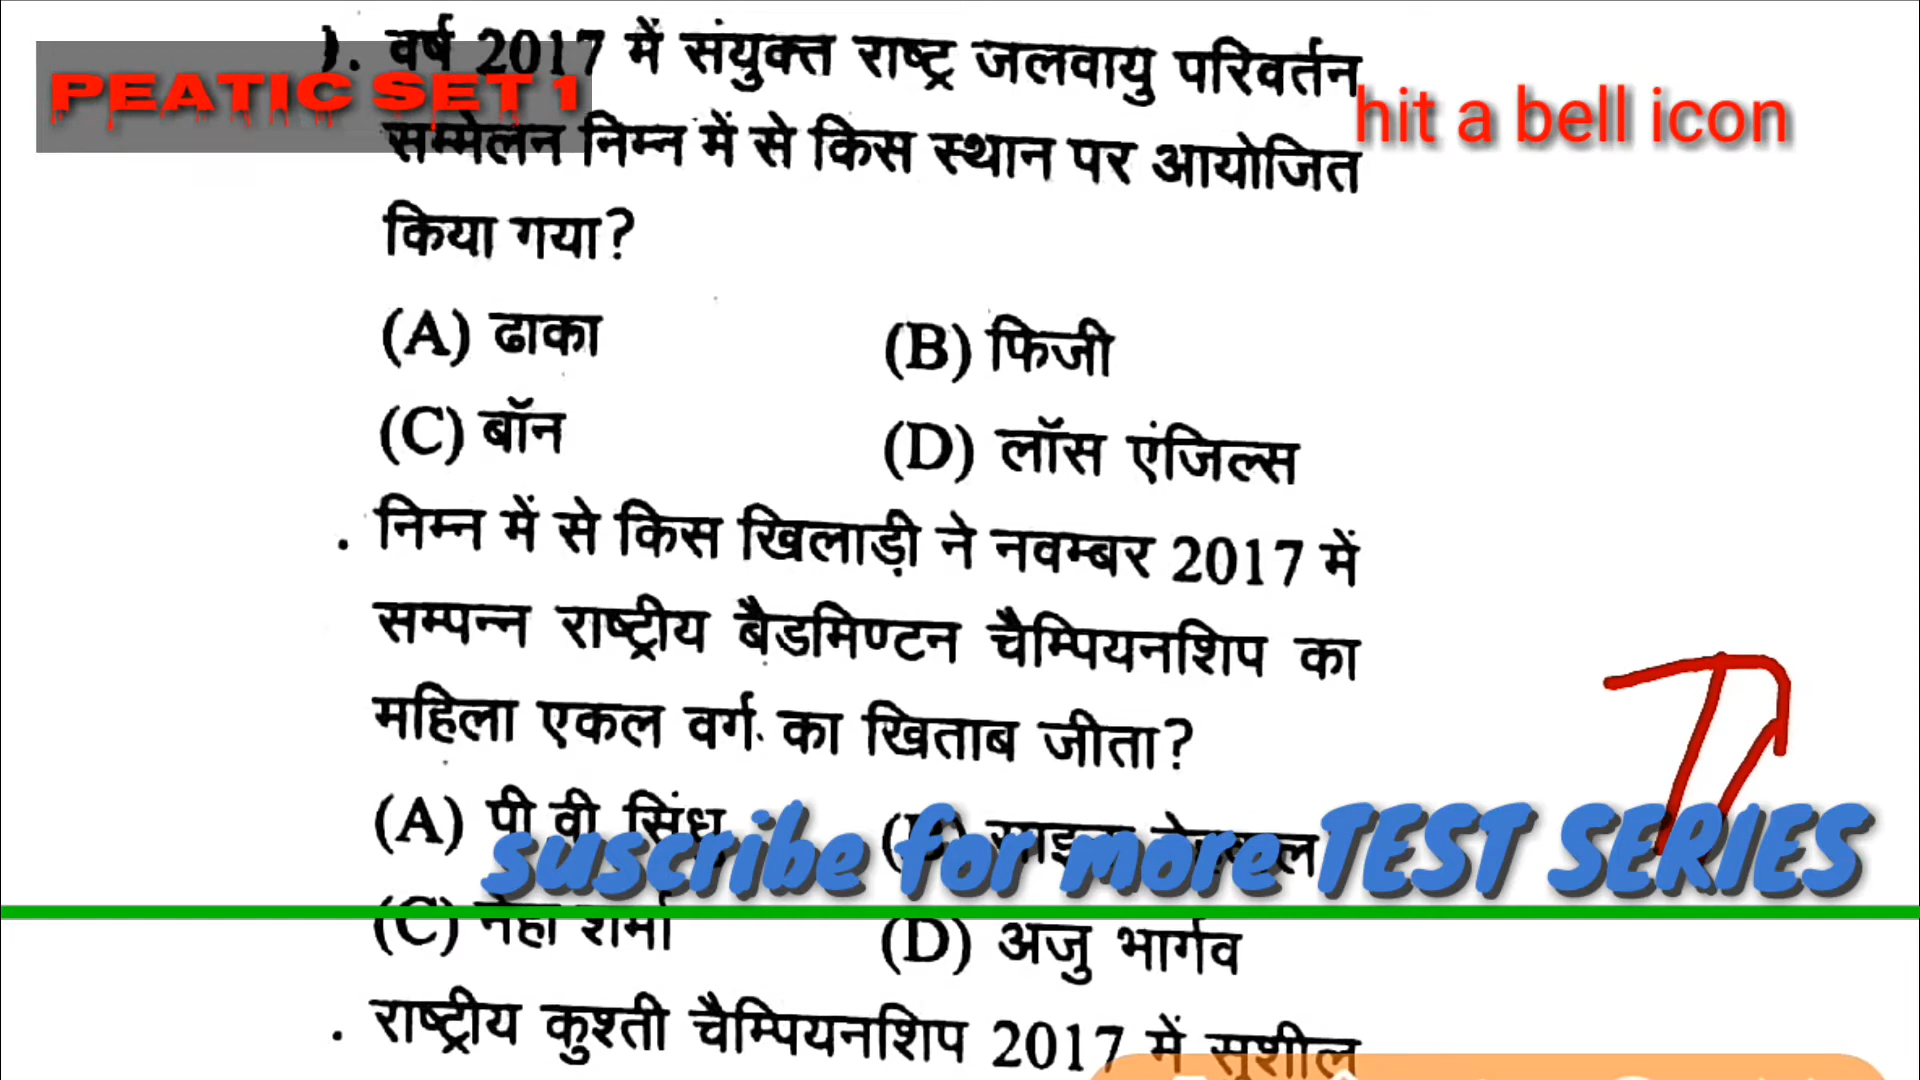 ). वर्ष 2017 में संयुक्त राष्ट्र जलवायु परिवर्तन
PEATIC SET 1
hit a bell icon
सम्मेलन निम्न में से किस स्थान पर आयोजित
किया गया?
(A) ढाका (B) फिजी
(C) बॉन (D) लॉस एंजिल्स
. निम्न में से किस खिलाड़ी ने नवम्बर 2017 में
सम्पन्न राष्ट्रीय बैडमिण्टन चैम्पियनशिप का
महिला एकल वर्ग का खिताब जीता?
(A) पी वी सिंधु (B)
suscribe for more TEST SERIES
(C) नेहा शर्मा (D) अजु भार्गव
. राष्ट्रीय कुश्ती चैम्पियनशिप 2017 में सुशील